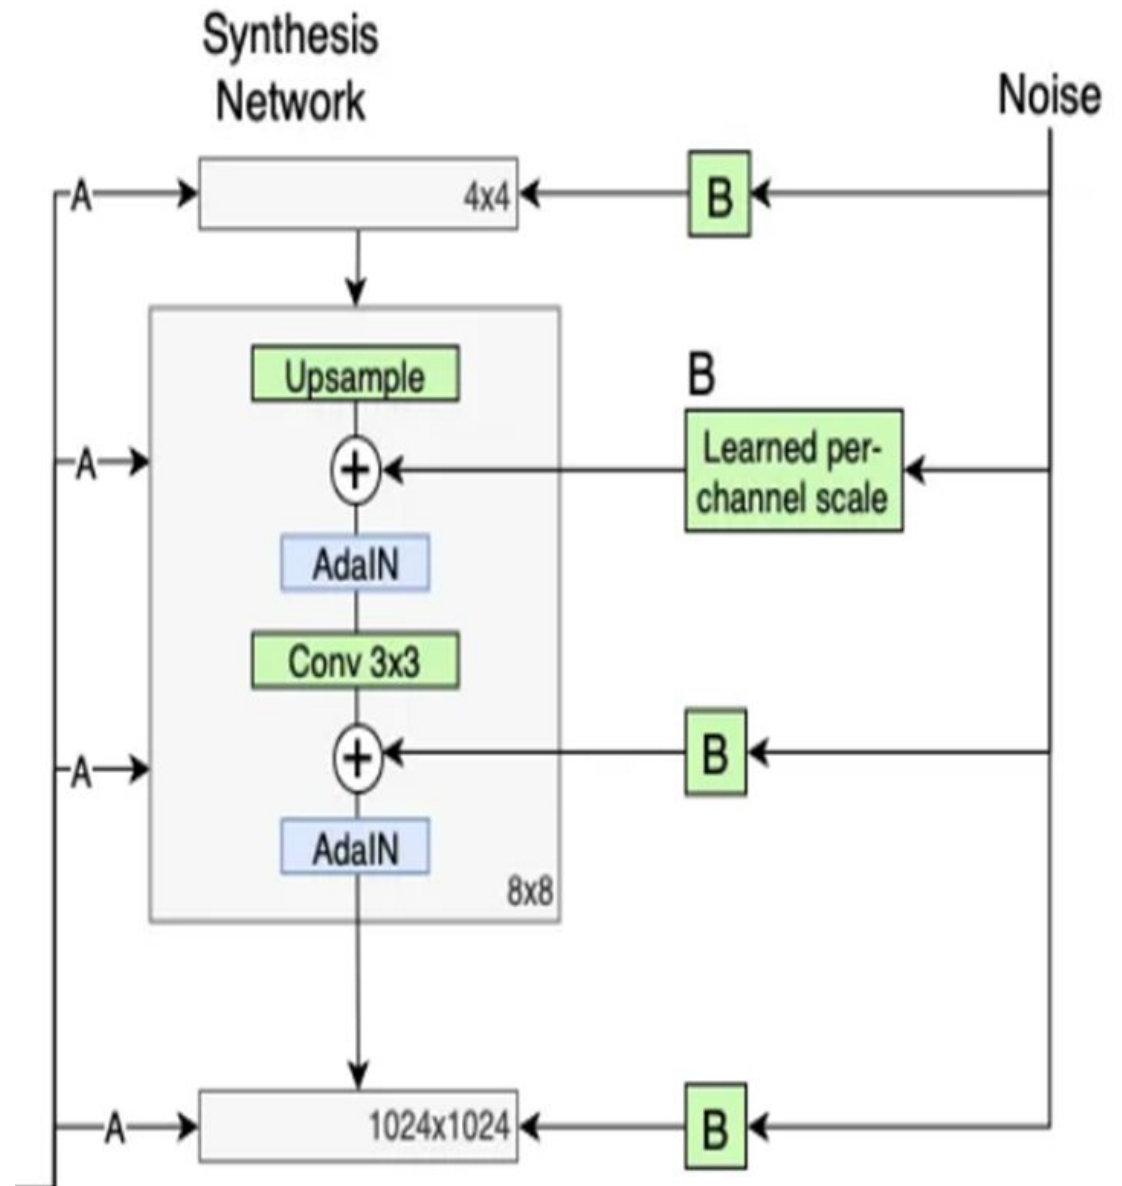 Synthesis
Network
Noise
A
4x4
B
Upsample
B
Learned per-
channel scale
A
+
AdaIN
Conv 3x3
A
+
B
AdaIN
8x8
A
1024x1024
B